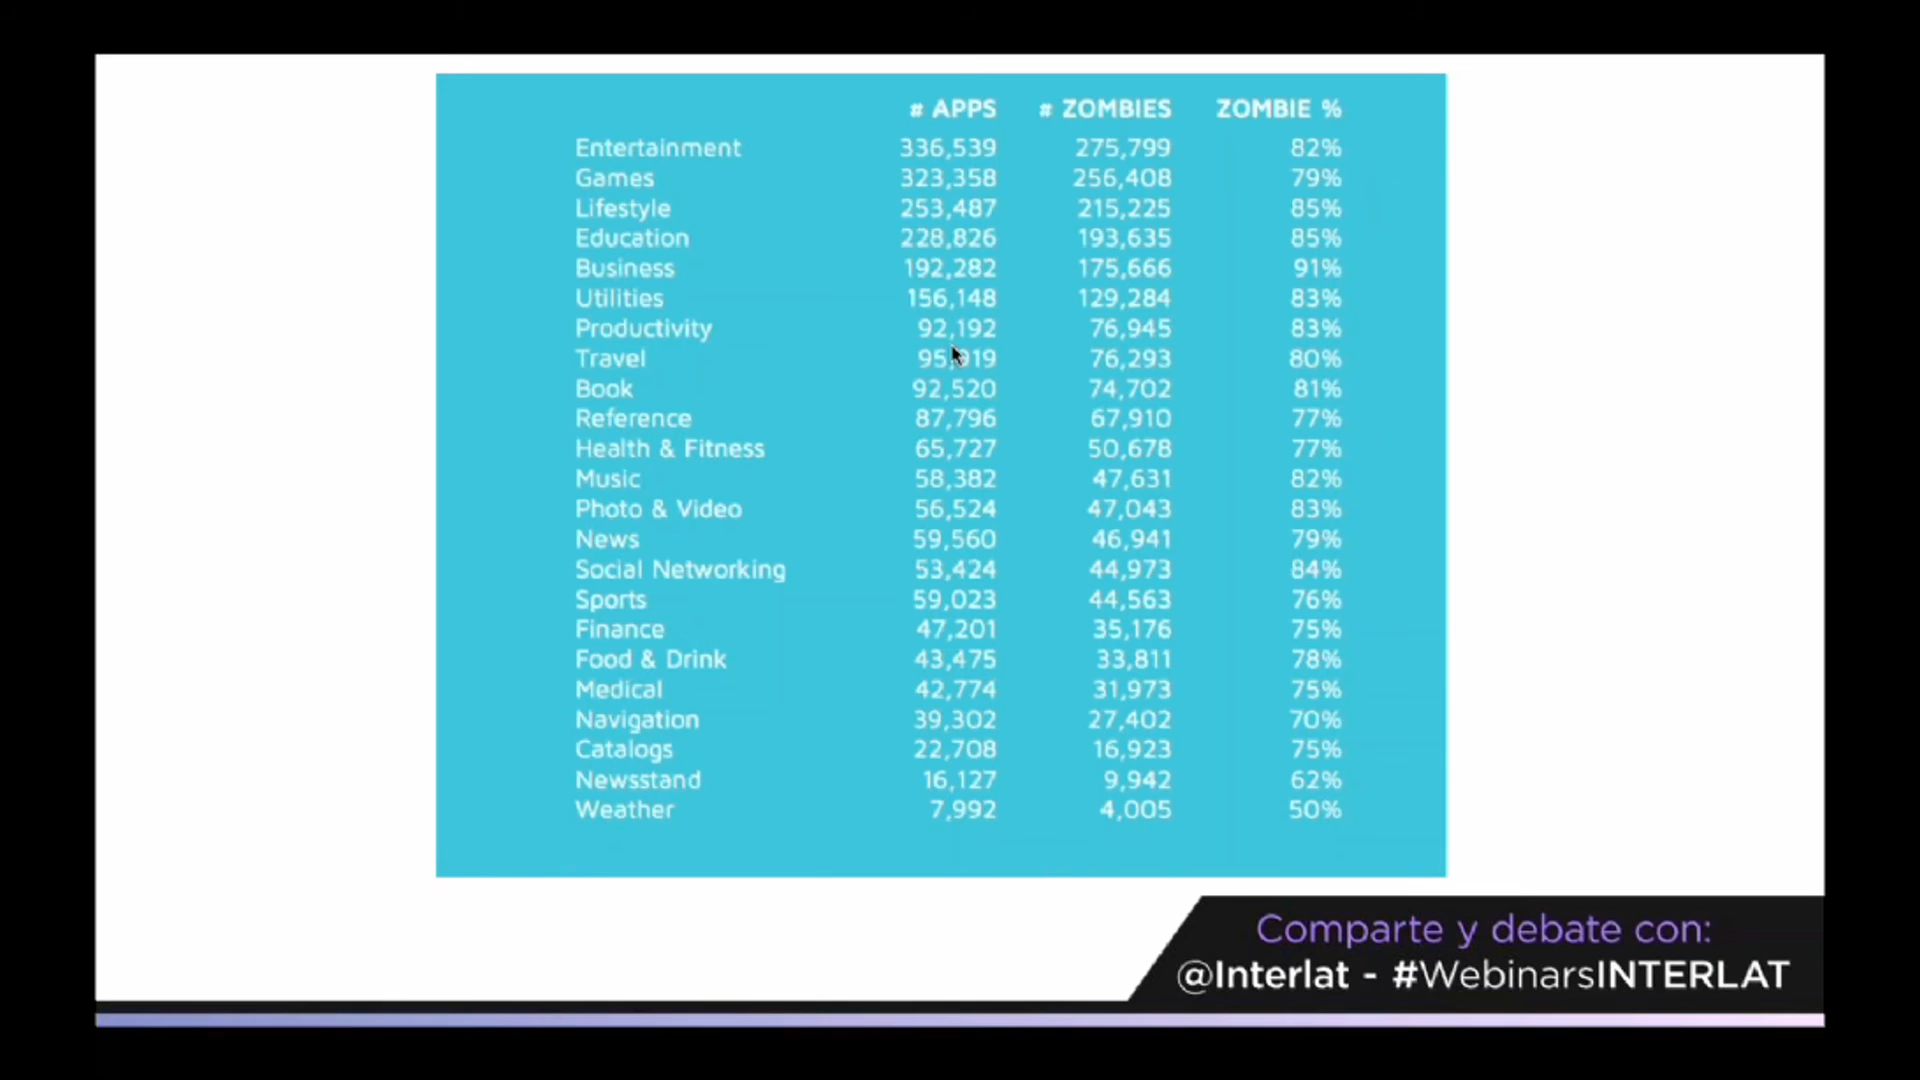 # APPS # ZOMBIES ZOMBIE %
Entertainment 336,539 275,799 82%
Games 323,358 256,408 79%
Lifestyle 253,487 215,225 85%
Education 228,826 193,635 85%
Business 192,282 175,666 91%
Utilities 156,148 129,284 83%
Productivity 92,192 76,945 83%
Travel 76,293 80%
Book 92,520 74,702 81%
Reference 87,796 67,910 77%
Health & Fitness 65,727 50,678 77%
Music 58,382 47,631 82%
Photo & Video 56,524 47,043 83%
News 59,560 46,941 79%
Social Networking 53,424 44,973 84%
Sports 59,023 44,563 76%
Finance 47,201 35,176 75%
Food & Drink 43,475 33,811 78%
Medical 42,774 31,973 75%
Navigation 39,302 27,402 70%
Catalogs 22,708 16,923 75%
Newsstand 16,127 9,942 62%
Weather 7,992 4,005 50%
Comparte y debate con:
@Interlat - #WebinarsINTERLAT